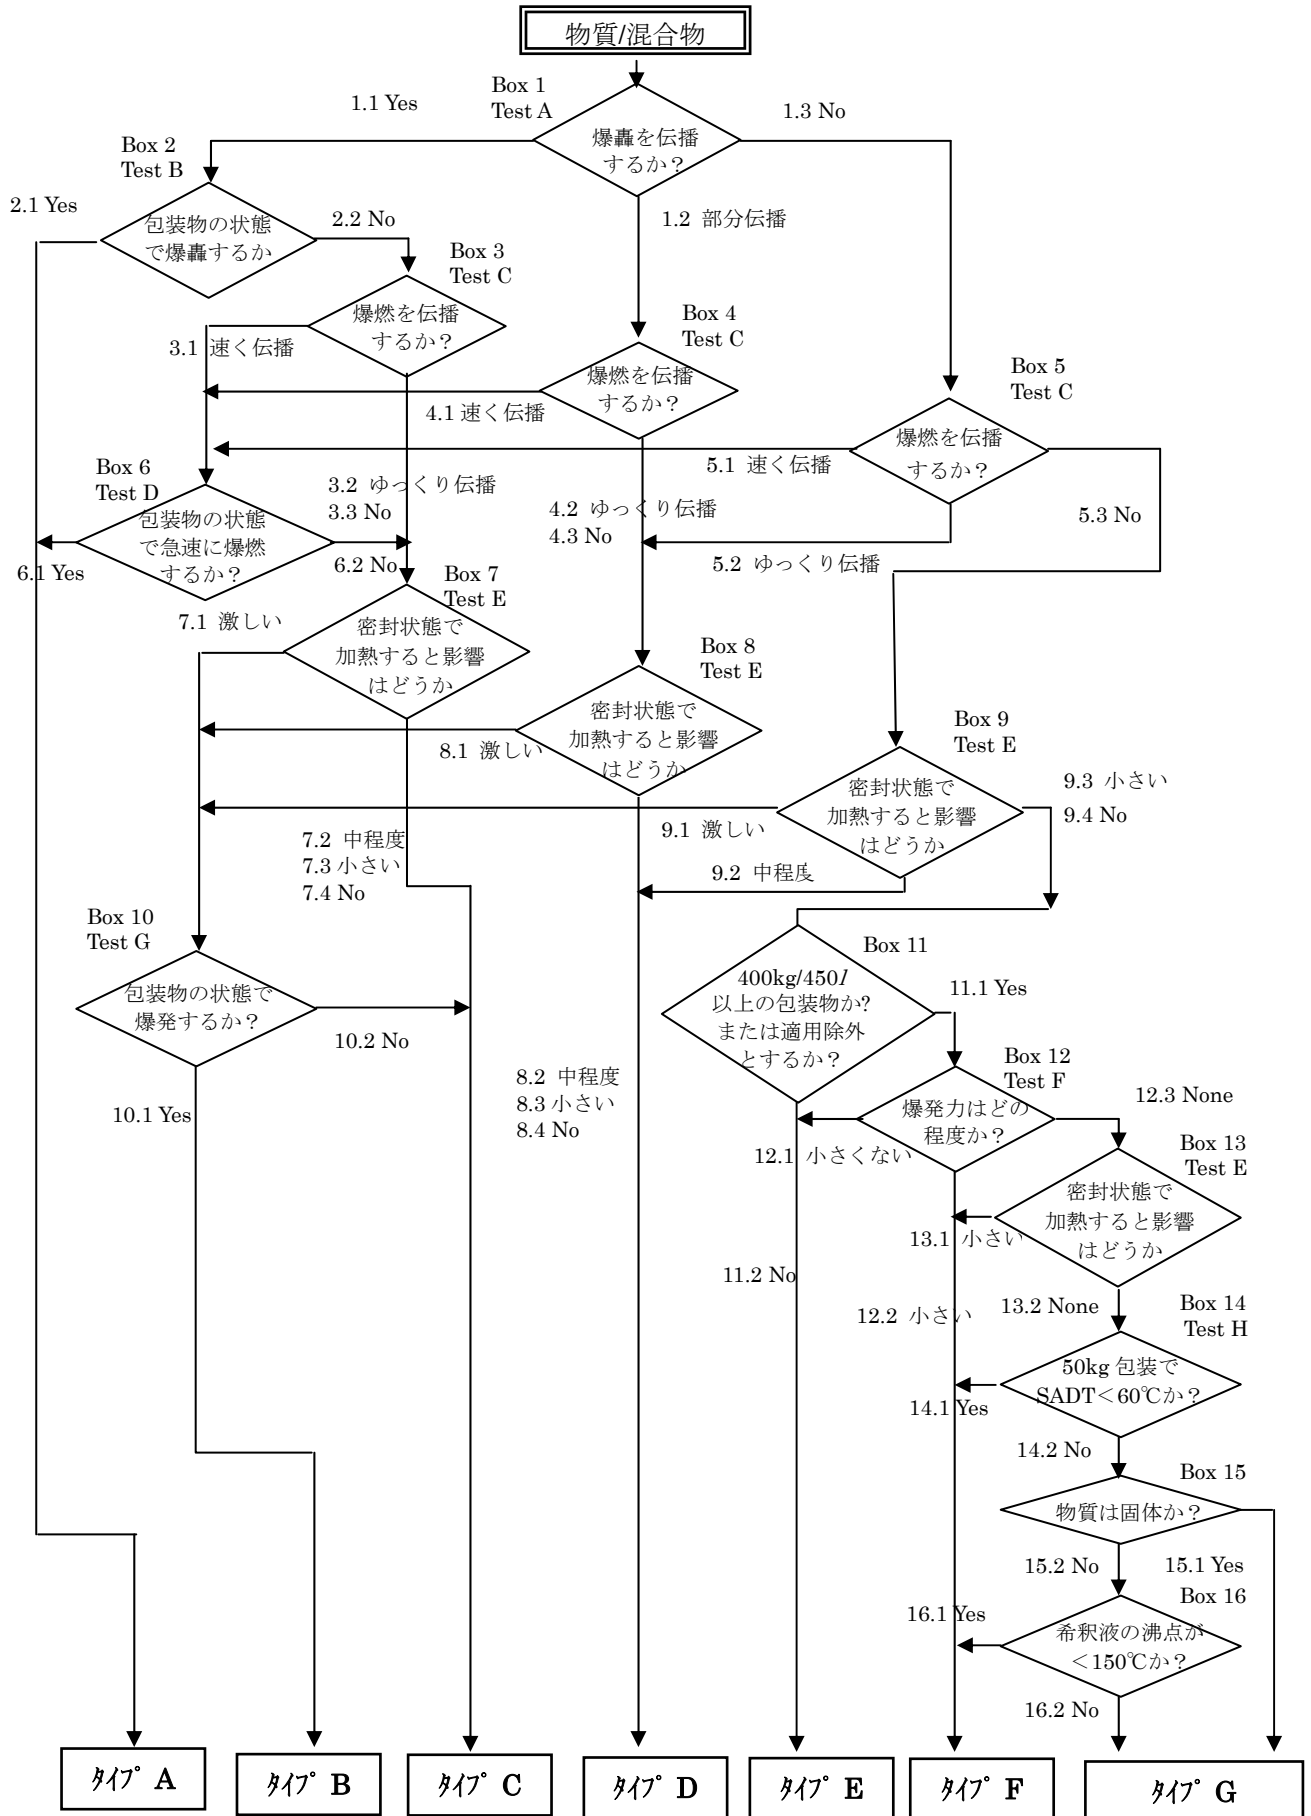 物質/混合物
Box 1
Test A
1.1 Yes
1.3 No
爆轟を伝播
するか？
Box 2
Test B
2.1 Yes
包装物の状態
で爆轟するか
2.2 No
1.2 部分伝播
Box 3
Test C
爆燃を伝播
するか？
3.1 速く伝播
Box 4
Test C
爆燃を伝播
するか？
4.1 速く伝播
Box 5
Test C
爆燃を伝播
するか？
5.1 速く伝播
Box 6
Test D
包装物の状態
で急速に爆燃
するか？
3.2 ゆっくり伝播
3.3 No
4.2 ゆっくり伝播
4.3 No
5.3 No
5.2 ゆっくり伝播
6.1 Yes
6.2 No
Box 7
Test E
7.1 激しい
密封状態で
加熱すると影響
はどうか
Box 8
Test E
密封状態で
加熱すると影響
はどうか
8.1 激しい
Box 9
Test E
密封状態で
加熱すると影響
はどうか
9.3 小さい
9.4 No
9.1 激しい
9.2 中程度
7.2 中程度
7.3 小さい
7.4 No
Box 10
Test G
包装物の状態で
爆発するか？
10.2 No
10.1 Yes
Box 11
400kg/450l
以上の包装物か?
または適用除外
とするか？
11.1 Yes
8.2 中程度
8.3 小さい
8.4 No
Box 12
Test F
爆発力はどの
程度か？
12.3 None
12.1 小さくない
Box 13
Test E
密封状態で
加熱すると影響
はどうか
13.1 小さい
11.2 No
12.2 小さい
13.2 None
Box 14
Test H
50kg 包装で
SADT＜60℃か？
14.1 Yes
14.2 No
Box 15
物質は固体か？
15.2 No
15.1 Yes
Box 16
16.1 Yes
希釈液の沸点が
＜150℃か？
16.2 No
ﾀｲﾌﾟ A
ﾀｲﾌﾟ B
ﾀｲﾌﾟ C
ﾀｲﾌﾟ D
ﾀｲﾌﾟ E
ﾀｲﾌﾟ F
ﾀｲﾌﾟ G